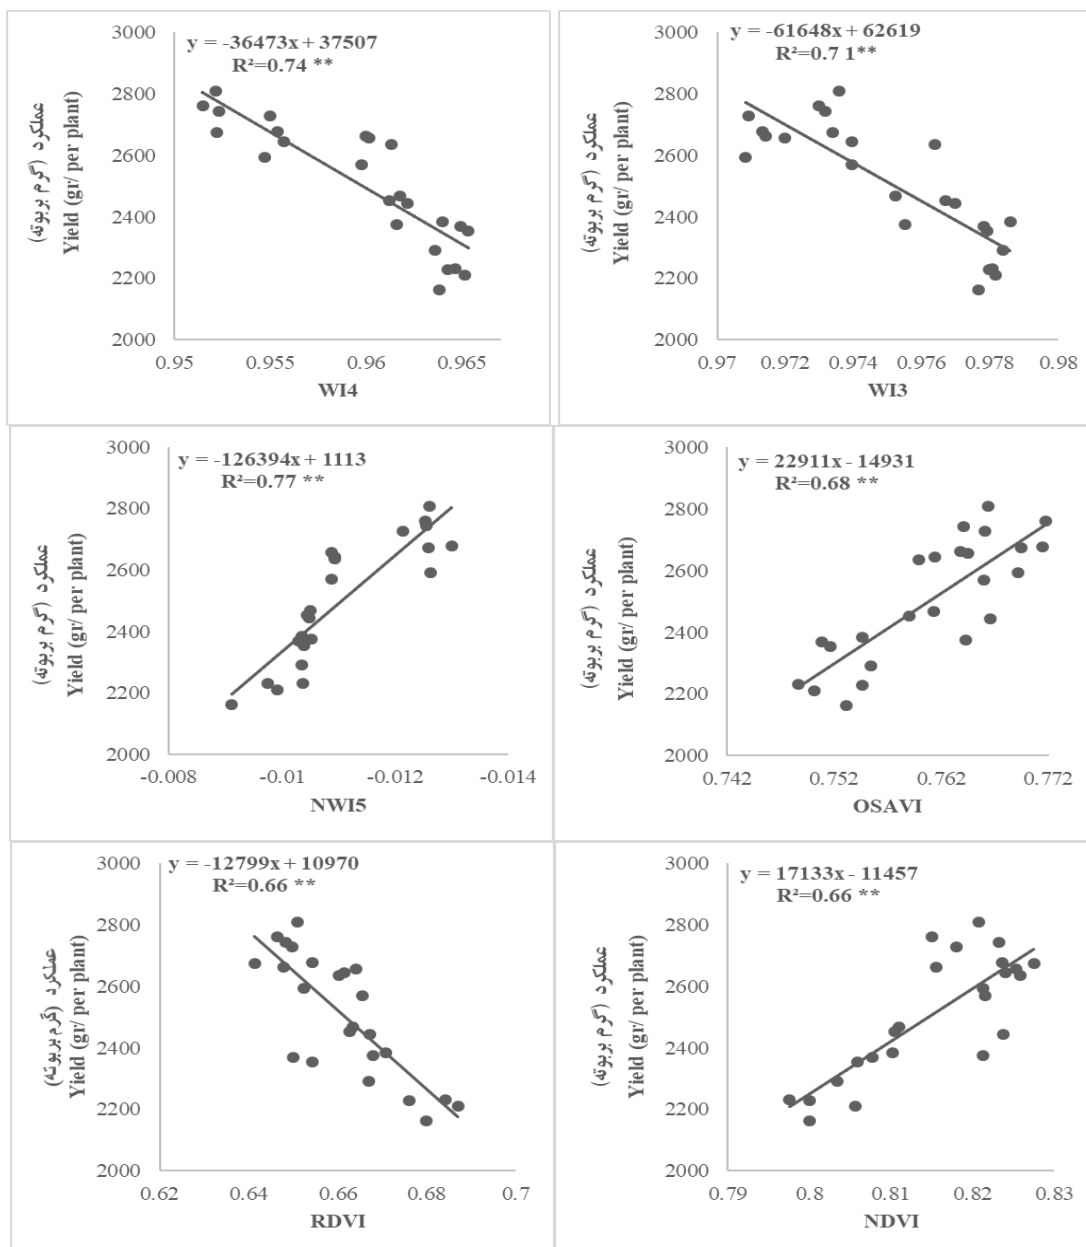 y = -36473x + 37507
R²=0.74 **
3000
2800
2600
2400
2200
2000
عملکرد (گرم بربوته)
Yield (gr/ per plant)
0.95 0.955 0.96 0.965
WI4
y = -61648x + 62619
R²=0.7 1**
3000
2800
2600
2400
2200
2000
عملکرد (گرم بربوته)
Yield (gr/ per plant)
0.97 0.972 0.974 0.976 0.978 0.98
WI3
y = -126394x + 1113
R²=0.77 **
3000
2800
2600
2400
2200
2000
عملکرد (گرم بربوته)
Yield (gr/ per plant)
-0.008 -0.01 -0.012 -0.014
NWI5
y = 22911x - 14931
R²=0.68 **
3000
2800
2600
2400
2200
2000
عملکرد (گرم بربوته)
Yield (gr/ per plant)
0.742 0.752 0.762 0.772
OSAVI
y = -12799x + 10970
R²=0.66 **
3000
2800
2600
2400
2200
2000
عملکرد (گرم بربوته)
Yield (gr/ per plant)
0.62 0.64 0.66 0.68 0.7
RDVI
y = 17133x - 11457
R²=0.66 **
3000
2800
2600
2400
2200
2000
عملکرد (گرم بربوته)
Yield (gr/ per plant)
0.79 0.8 0.81 0.82 0.83
NDVI